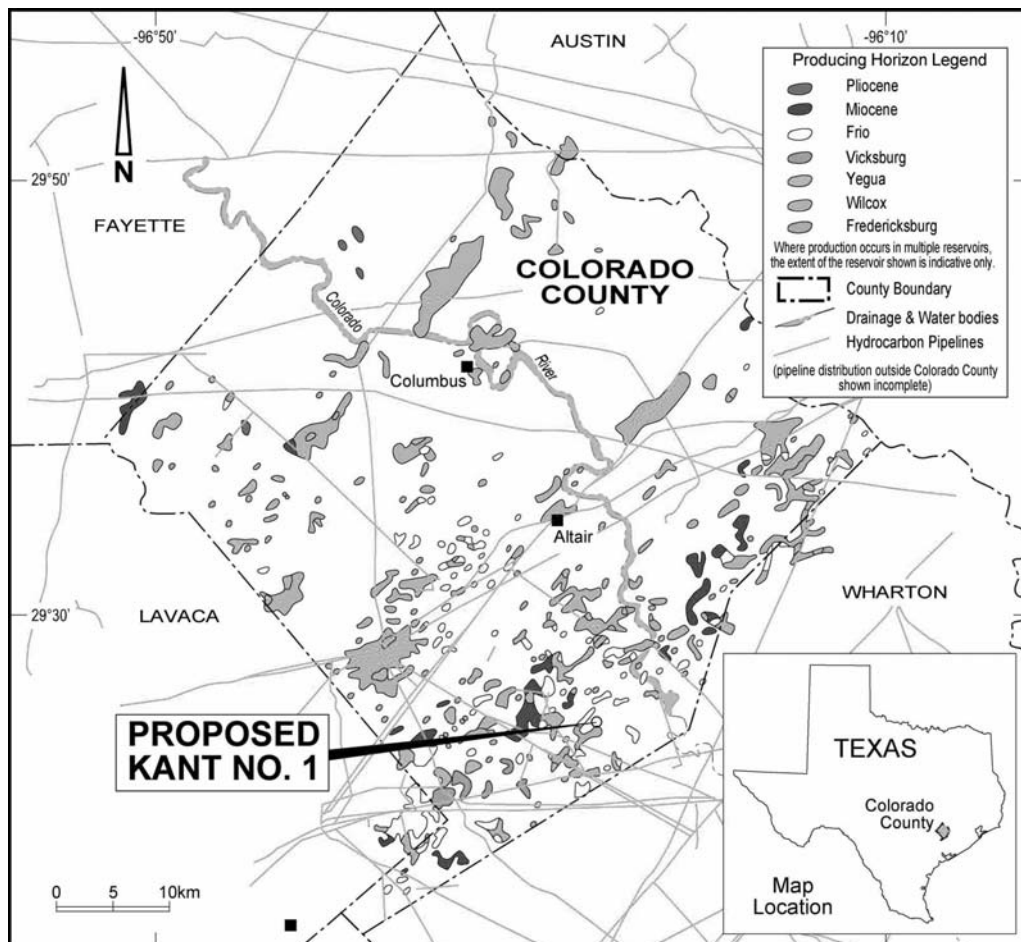 -96°50'
-96°10'
AUSTIN
N
29°50'
FAYETTE
COLORADO
COUNTY
Colorado
River
Columbus
Altair
29°30'
LAVACA
WHARTON
PROPOSED
KANT NO. 1
0 5 10km
Producing Horizon Legend
Pliocene
Miocene
Frio
Vicksburg
Yegua
Wilcox
Fredericksburg
Where production occurs in multiple reservoirs,
the extent of the reservoir shown is indicative only.
County Boundary
Drainage & Water bodies
Hydrocarbon Pipelines
(pipeline distribution outside Colorado County
shown incomplete)
TEXAS
Colorado
County
Map
Location